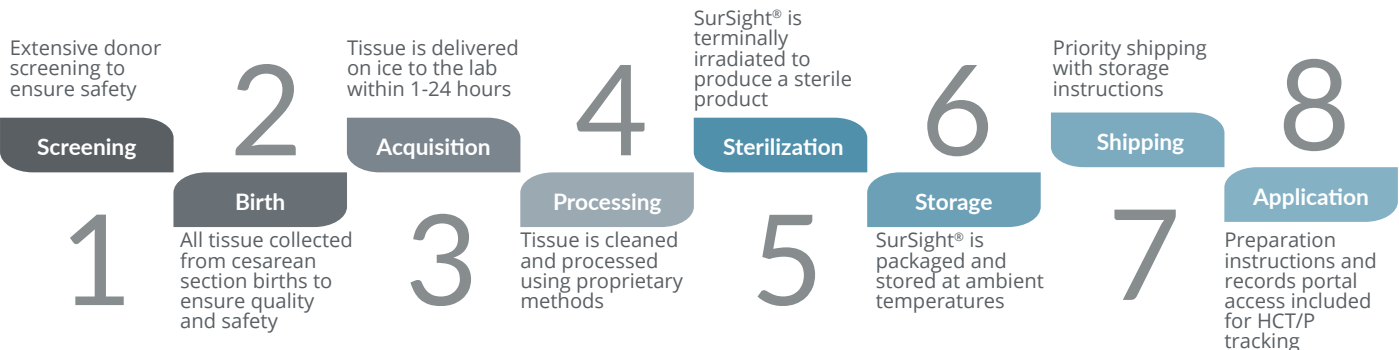 Extensive donor
screening to
ensure safety
Screening
1
2
Birth
All tissue collected
from cesarean
section births to
ensure quality
and safety
Tissue is delivered
on ice to the lab
within 1-24 hours
Acquisition
3
4
Processing
Tissue is cleaned
and processed
using proprietary
methods
SurSight® is
terminally
irradiated to
produce a sterile
product
Sterilization
5
6
Storage
SurSight® is
packaged and
stored at ambient
temperatures
Priority shipping
with storage
instructions
Shipping
7
8
Application
Preparation
instructions and
records portal
access included
for HCT/P
tracking